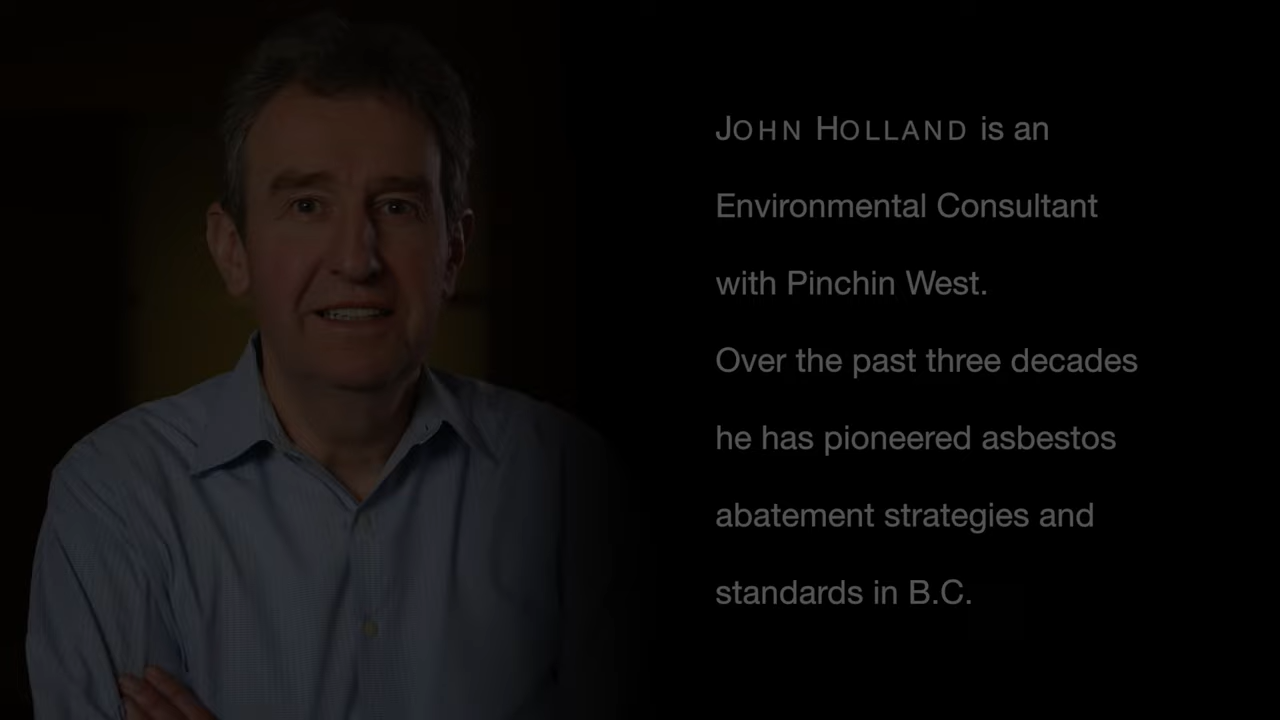 JOHN HOLLAND is an
Environmental Consultant
with Pinchin West.
Over the past three decades
he has pioneered asbestos
abatement strategies and
standards in B.C.